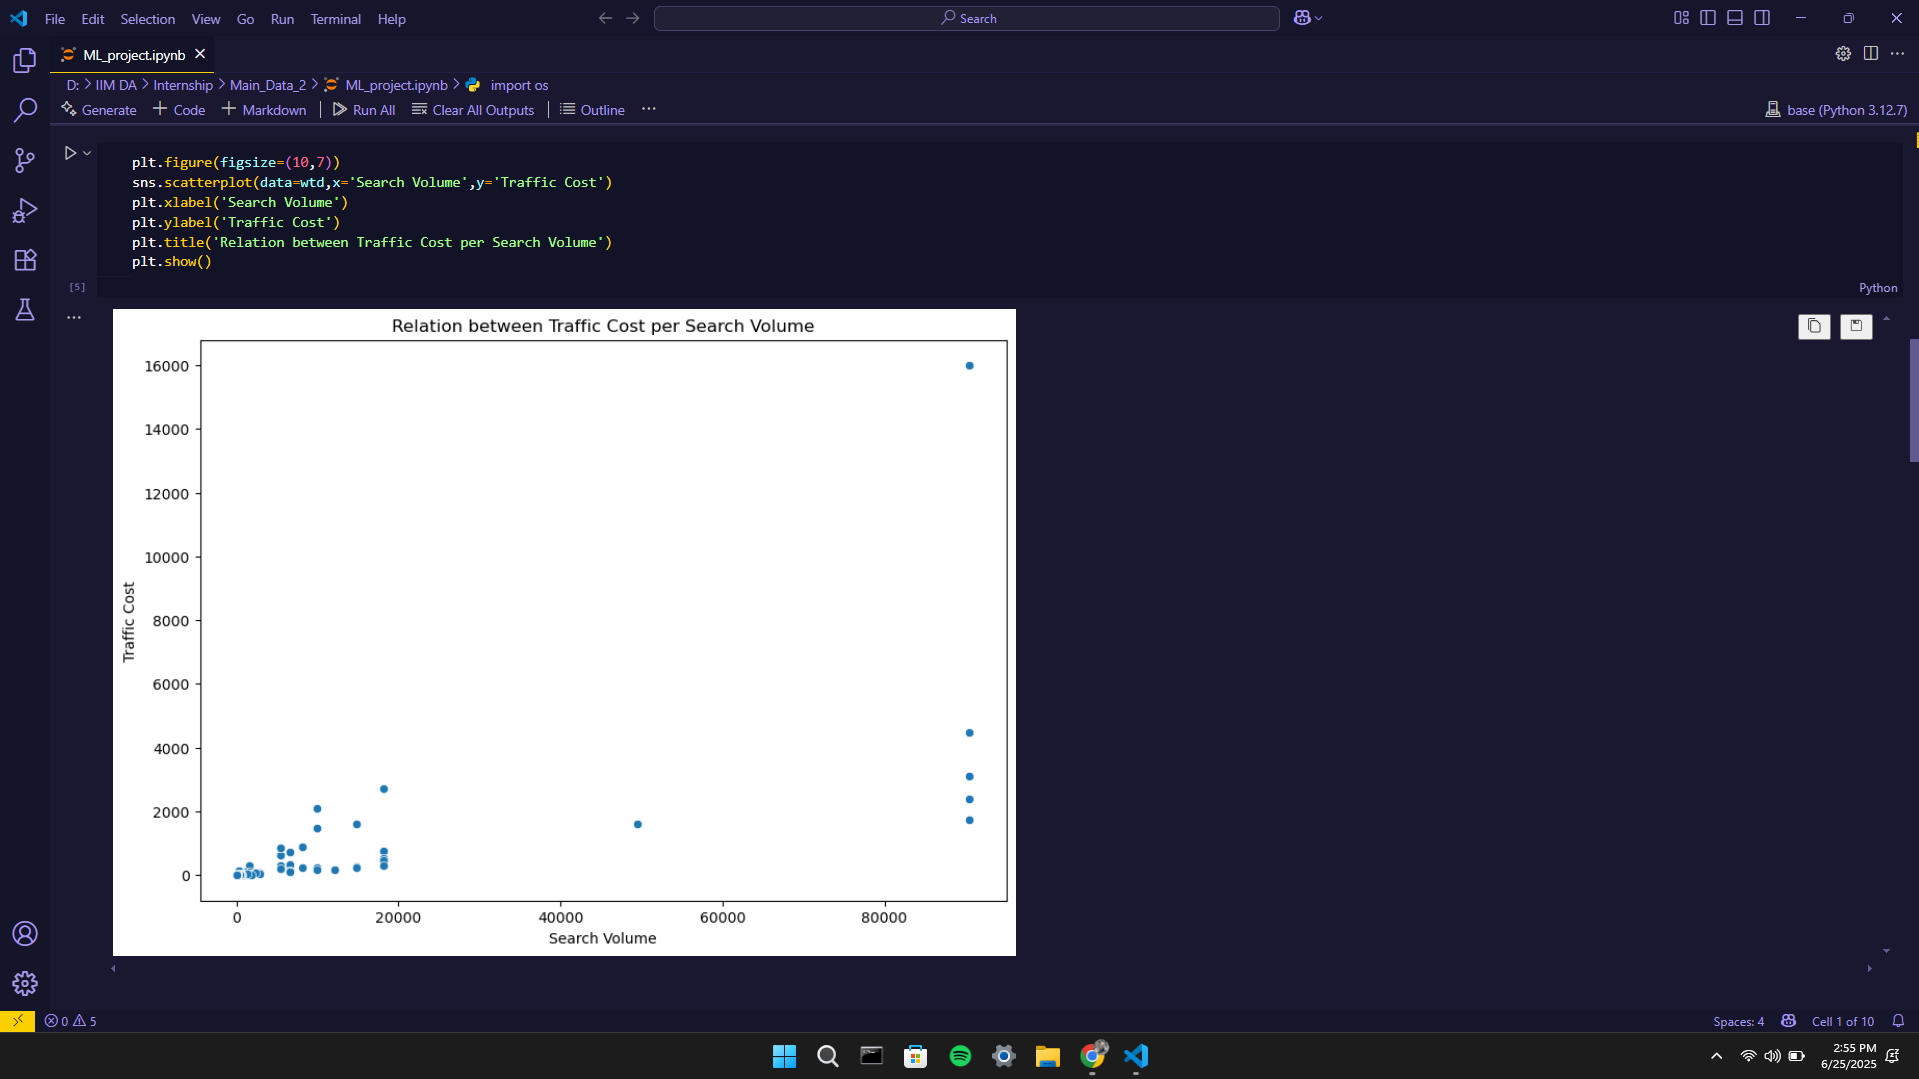 File Edit Selection View Go Run Terminal Help
Search
ML_project.ipynb
D: > IIM DA > Internship > Main_Data_2 > ML_project.ipynb > import os
Generate + Code + Markdown | Run All Clear All Outputs | Outline ...
base (Python 3.12.7)
plt.figure(figsize=(10,7))
sns.scatterplot(data=wtd,x='Search Volume',y='Traffic Cost')
plt.xlabel('Search Volume')
plt.ylabel('Traffic Cost')
plt.title('Relation between Traffic Cost per Search Volume')
plt.show()
[5]
Python
Relation between Traffic Cost per Search Volume
16000
14000
12000
10000
8000
6000
4000
2000
0
Traffic Cost
0 20000 40000 60000 80000
Search Volume
0 5
Spaces: 4 Cell 1 of 10
2:55 PM
6/25/2025